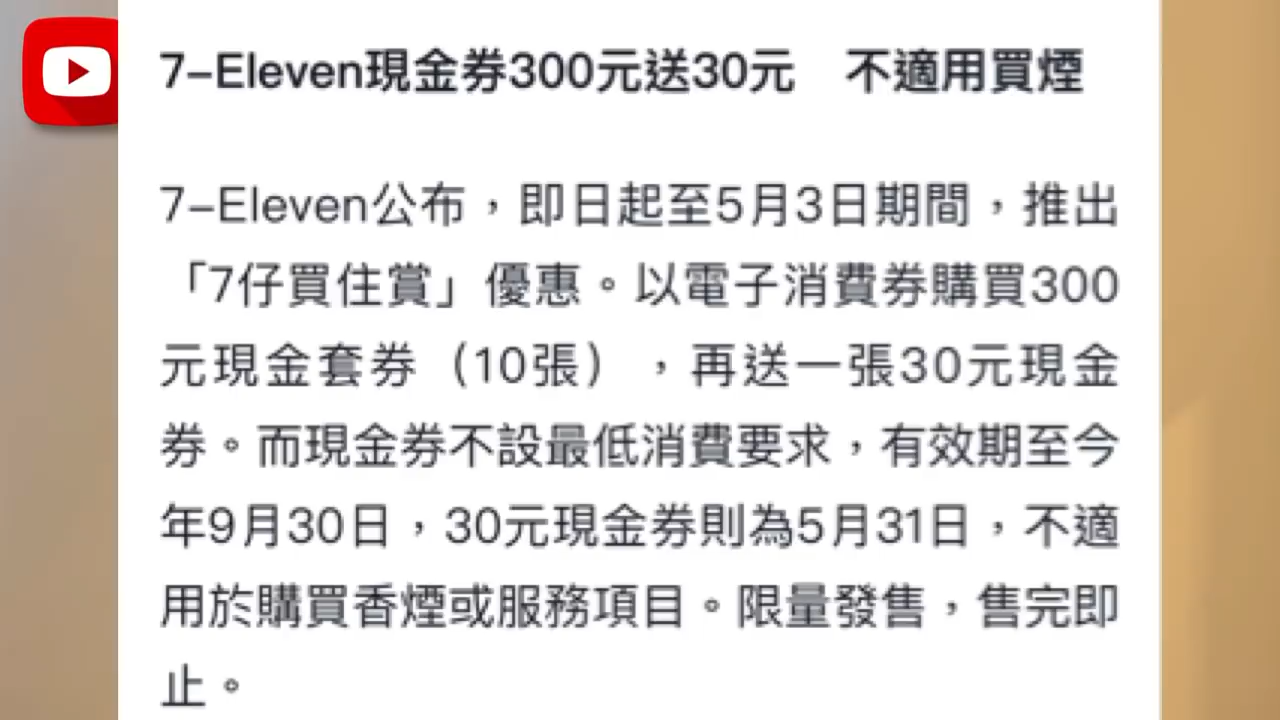 7-Eleven現金券300元送30元　不適用買煙
7-Eleven公布，即日起至5月3日期間，推出
「7仔買住賞」優惠。以電子消費券購買300
元現金套券（10張），再送一張30元現金
券。而現金券不設最低消費要求，有效期至今
年9月30日，30元現金券則為5月31日，不適
用於購買香煙或服務項目。限量發售，售完即
止。